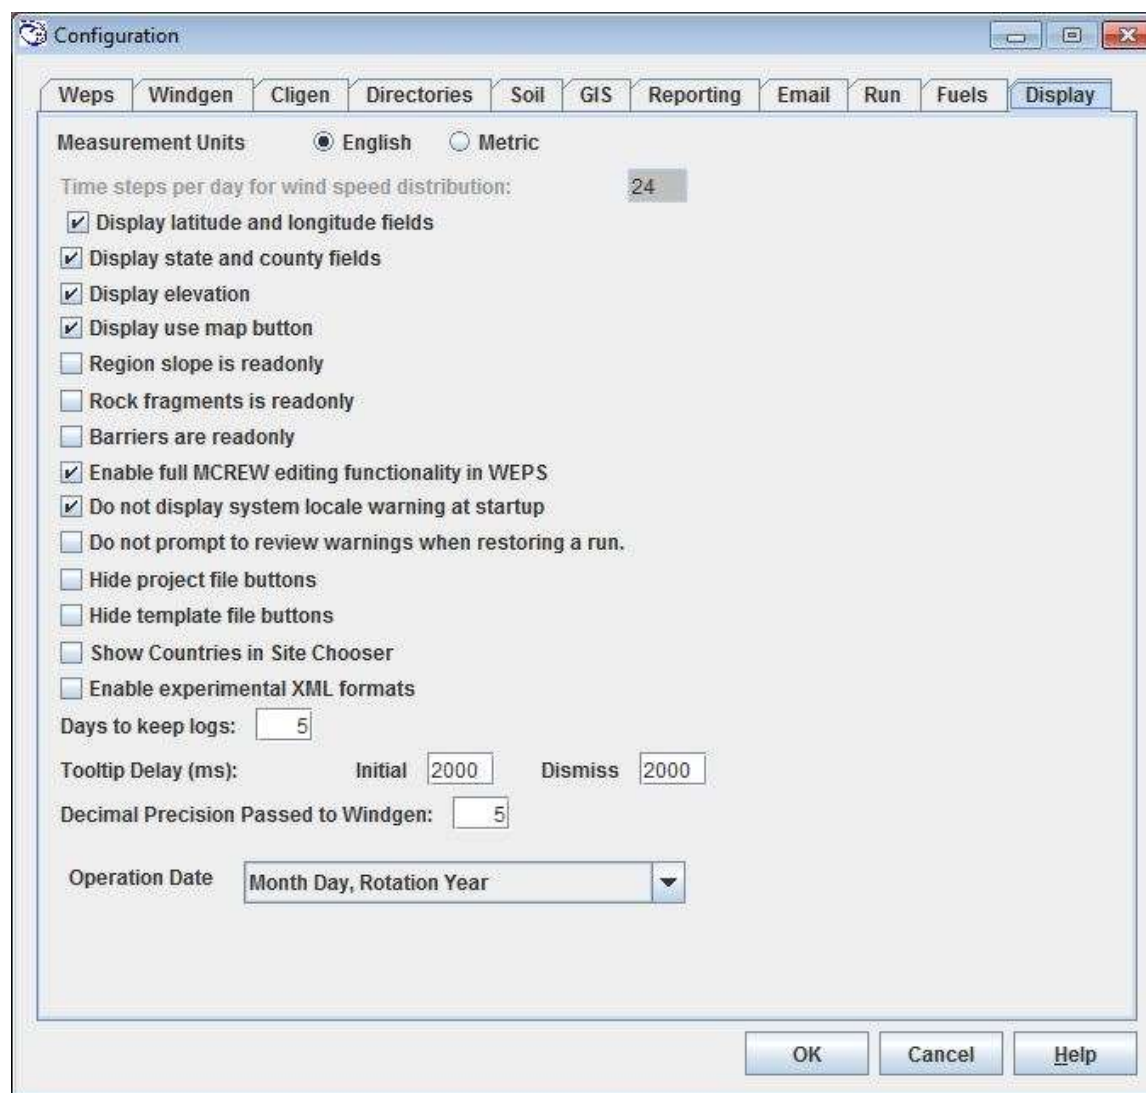 Configuration
Weps Windgen Cligen Directories Soil GIS Reporting Email Run Fuels Display
Measurement Units English Metric
Time steps per day for wind speed distribution: 24
Display latitude and longitude fields
Display state and county fields
Display elevation
Display use map button
Region slope is readonly
Rock fragments is readonly
Barriers are readonly
Enable full MCREW editing functionality in WEPS
Do not display system locale warning at startup
Do not prompt to review warnings when restoring a run.
Hide project file buttons
Hide template file buttons
Show Countries in Site Chooser
Enable experimental XML formats
Days to keep logs: 5
Tooltip Delay (ms): Initial 2000 Dismiss 2000
Decimal Precision Passed to Windgen: 5
Operation Date Month Day, Rotation Year
OK Cancel Help